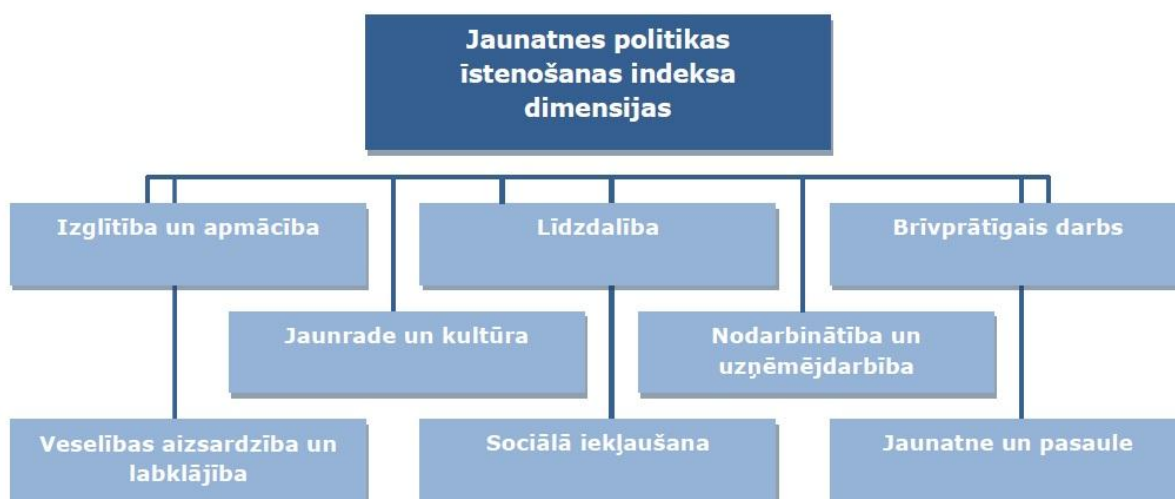 Jaunatnes politikas
īstenošanas indeksa
dimensijas
Izglītība un apmācība
Līdzdalība
Brīvprātīgais darbs
Jaunrade un kultūra
Nodarbinātība un
uzņēmējdarbība
Veselības aizsardzība un
labklājība
Sociālā iekļaušana
Jaunatne un pasaule